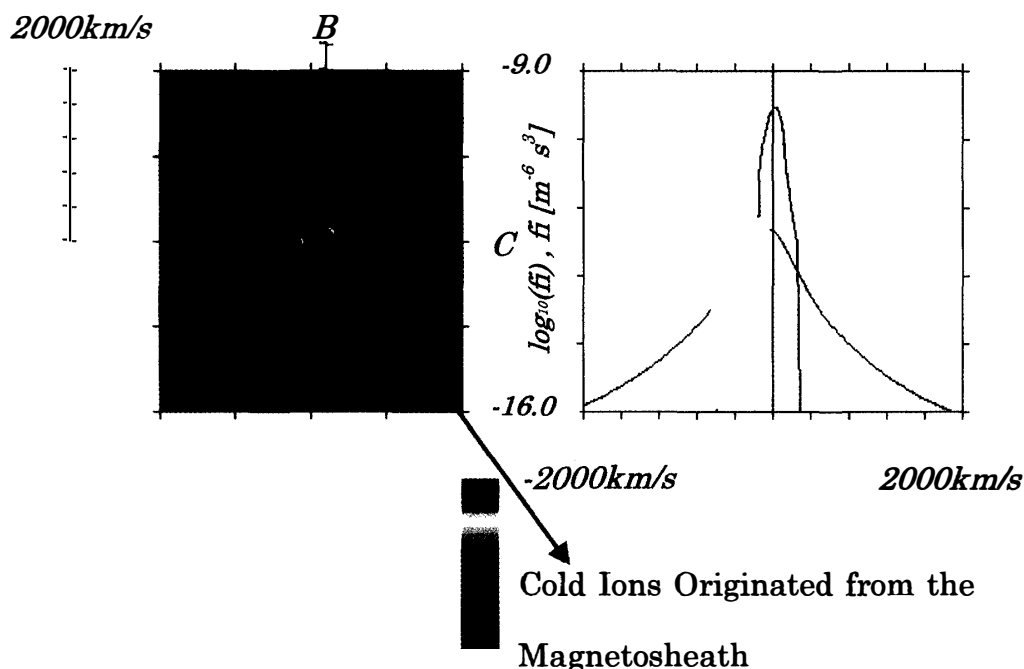 2000km/s
B
-9.0
log₁₀(fi), fi [m⁻⁶ s³]
C
-16.0
-2000km/s
2000km/s
Cold Ions Originated from the
Magnetosheath